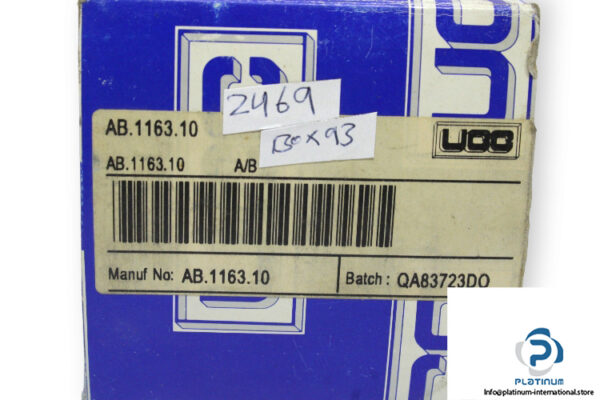 2469
BOX 93
AB.1163.10
UCC
AB.1163.10 A/B
Manuf No: AB.1163.10
Batch : QA83723DO
PLATINUM
Info@platinum-international.store